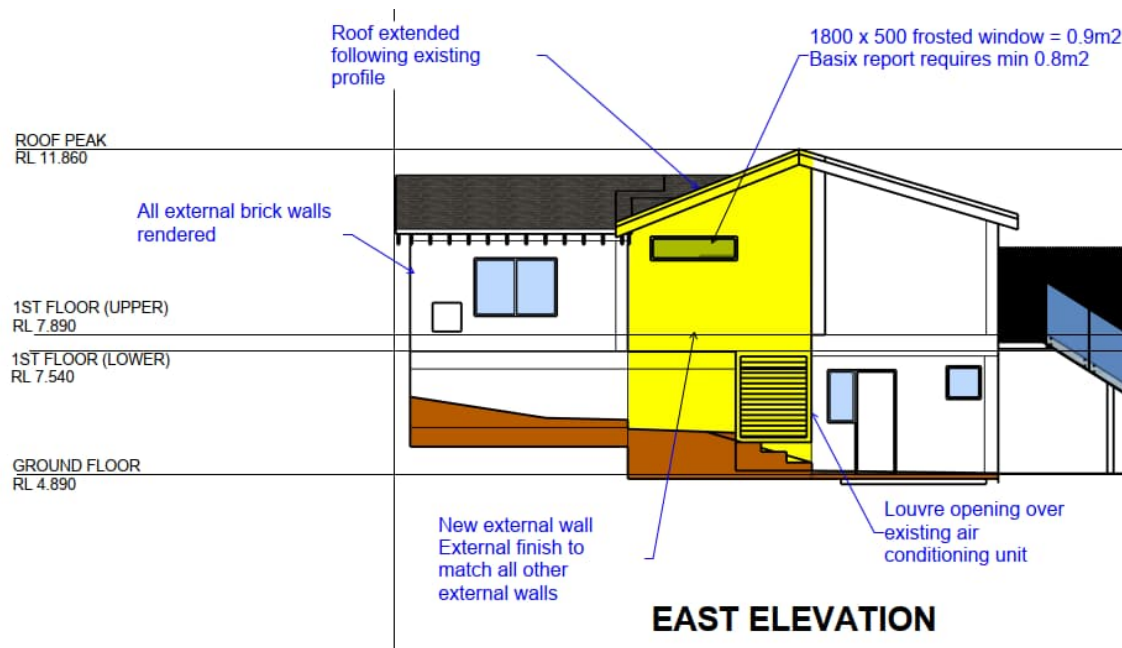 Roof extended
following existing
profile
1800 x 500 frosted window = 0.9m2
Basix report requires min 0.8m2
ROOF PEAK
RL 11.860
All external brick walls
rendered
1ST FLOOR (UPPER)
RL 7.890
1ST FLOOR (LOWER)
RL 7.540
GROUND FLOOR
RL 4.890
New external wall
External finish to
match all other
external walls
Louvre opening over
existing air
conditioning unit
EAST ELEVATION